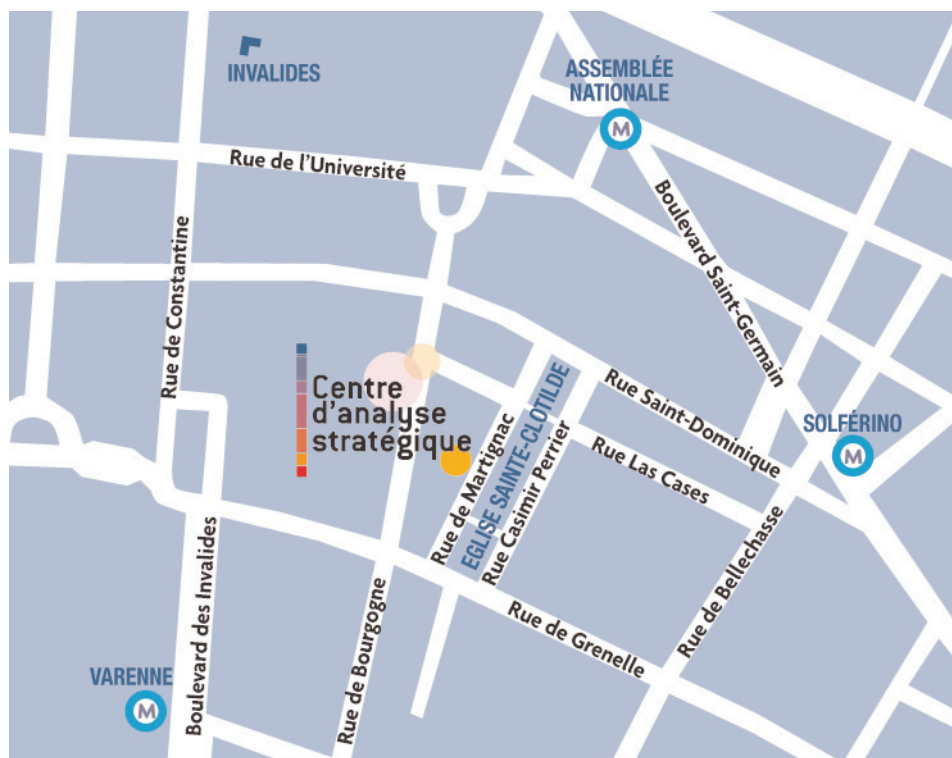 INVALIDES
ASSEMBLÉE
NATIONALE
M
Rue de l'Université
Boulevard Saint-Germain
Rue de Constantine
Centre
d'analyse
stratégique
Rue de Martignac
EGLISE SAINTE-CLOTILDE
Rue Casimir Perrier
Rue Saint-Dominique
Rue Las Cases
SOLFÉRINO
M
Rue de Bellechasse
Boulevard des Invalides
Rue de Bourgogne
Rue de Grenelle
VARENNE
M